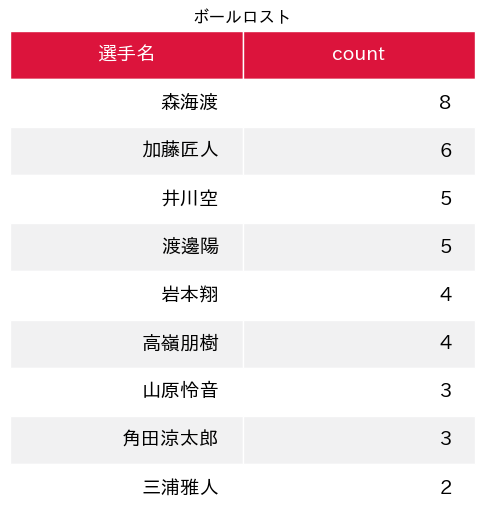 ボールロスト
選手名 count
森海渡 8
加藤匠人 6
井川空 5
渡邊陽 5
岩本翔 4
高嶺朋樹 4
山原怜音 3
角田涼太郎 3
三浦雅人 2